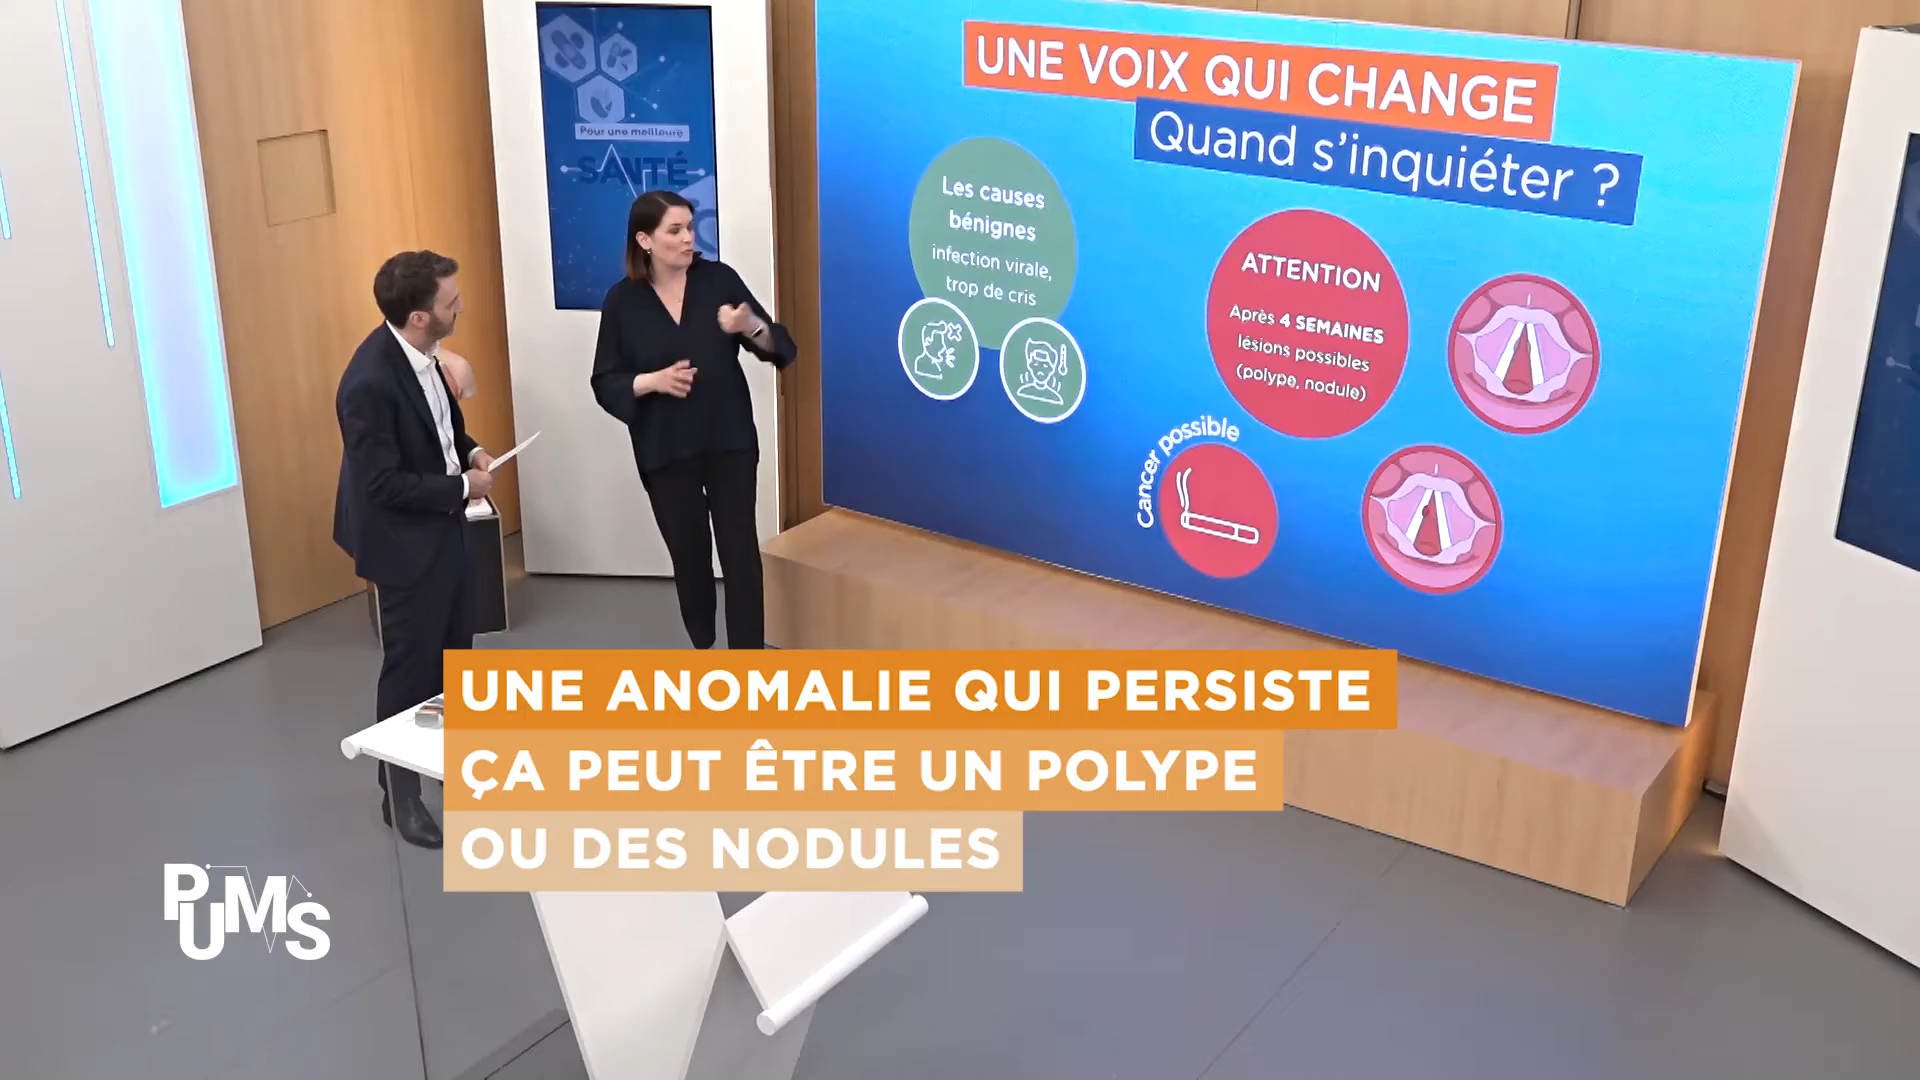 Pour une meilleure
SANTÉ
UNE VOIX QUI CHANGE
Quand s'inquiéter ?
Les causes
bénignes
infection virale,
trop de cris
ATTENTION
Après 4 SEMAINES
lésions possibles
(polype, nodule)
Cancer possible
UNE ANOMALIE QUI PERSISTE
ÇA PEUT ÊTRE UN POLYPE
OU DES NODULES
PUMS